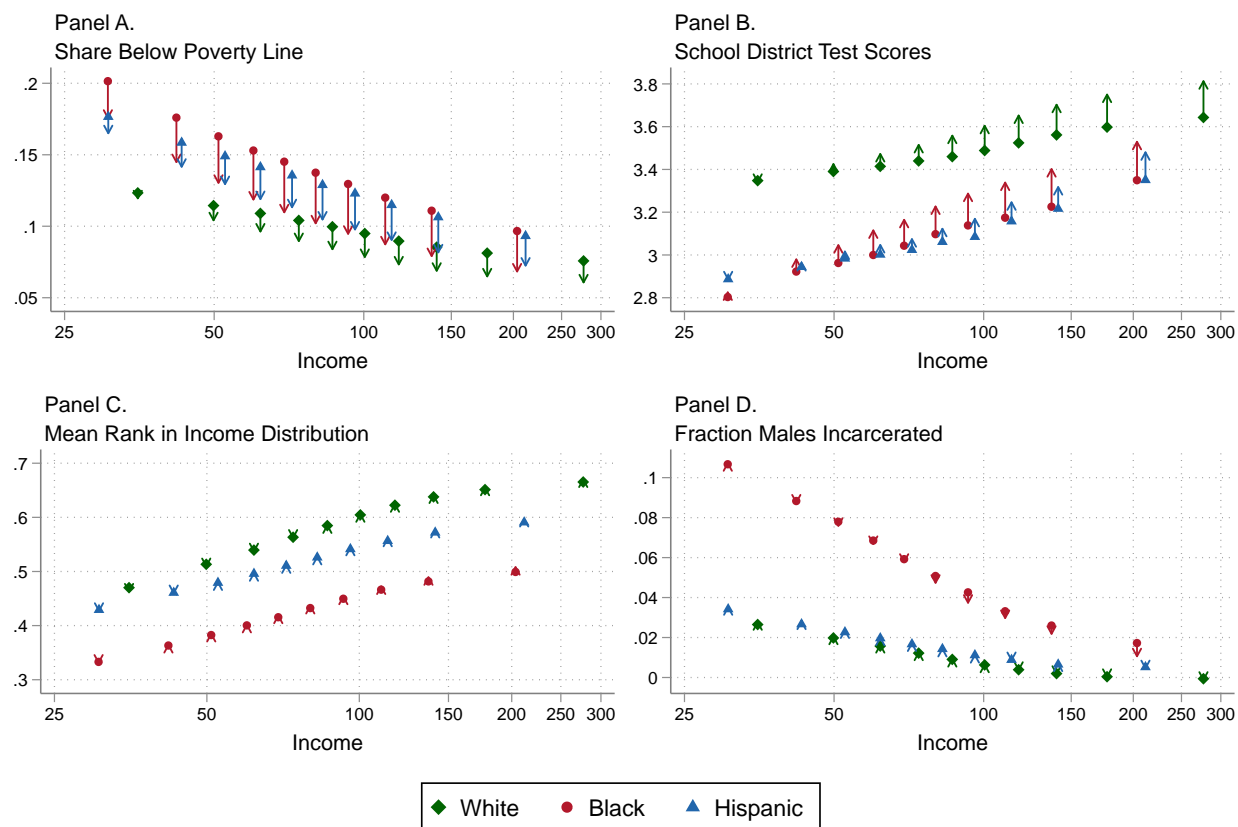 Panel A.
Share Below Poverty Line
.2
.15
.1
.05
25 50 100 150 200 250 300
Income
Panel B.
School District Test Scores
3.8
3.6
3.4
3.2
3
2.8
25 50 100 150 200 250 300
Income
Panel C.
Mean Rank in Income Distribution
.7
.6
.5
.4
.3
25 50 100 150 200 250 300
Income
Panel D.
Fraction Males Incarcerated
.1
.08
.06
.04
.02
0
25 50 100 150 200 250 300
Income
White Black Hispanic